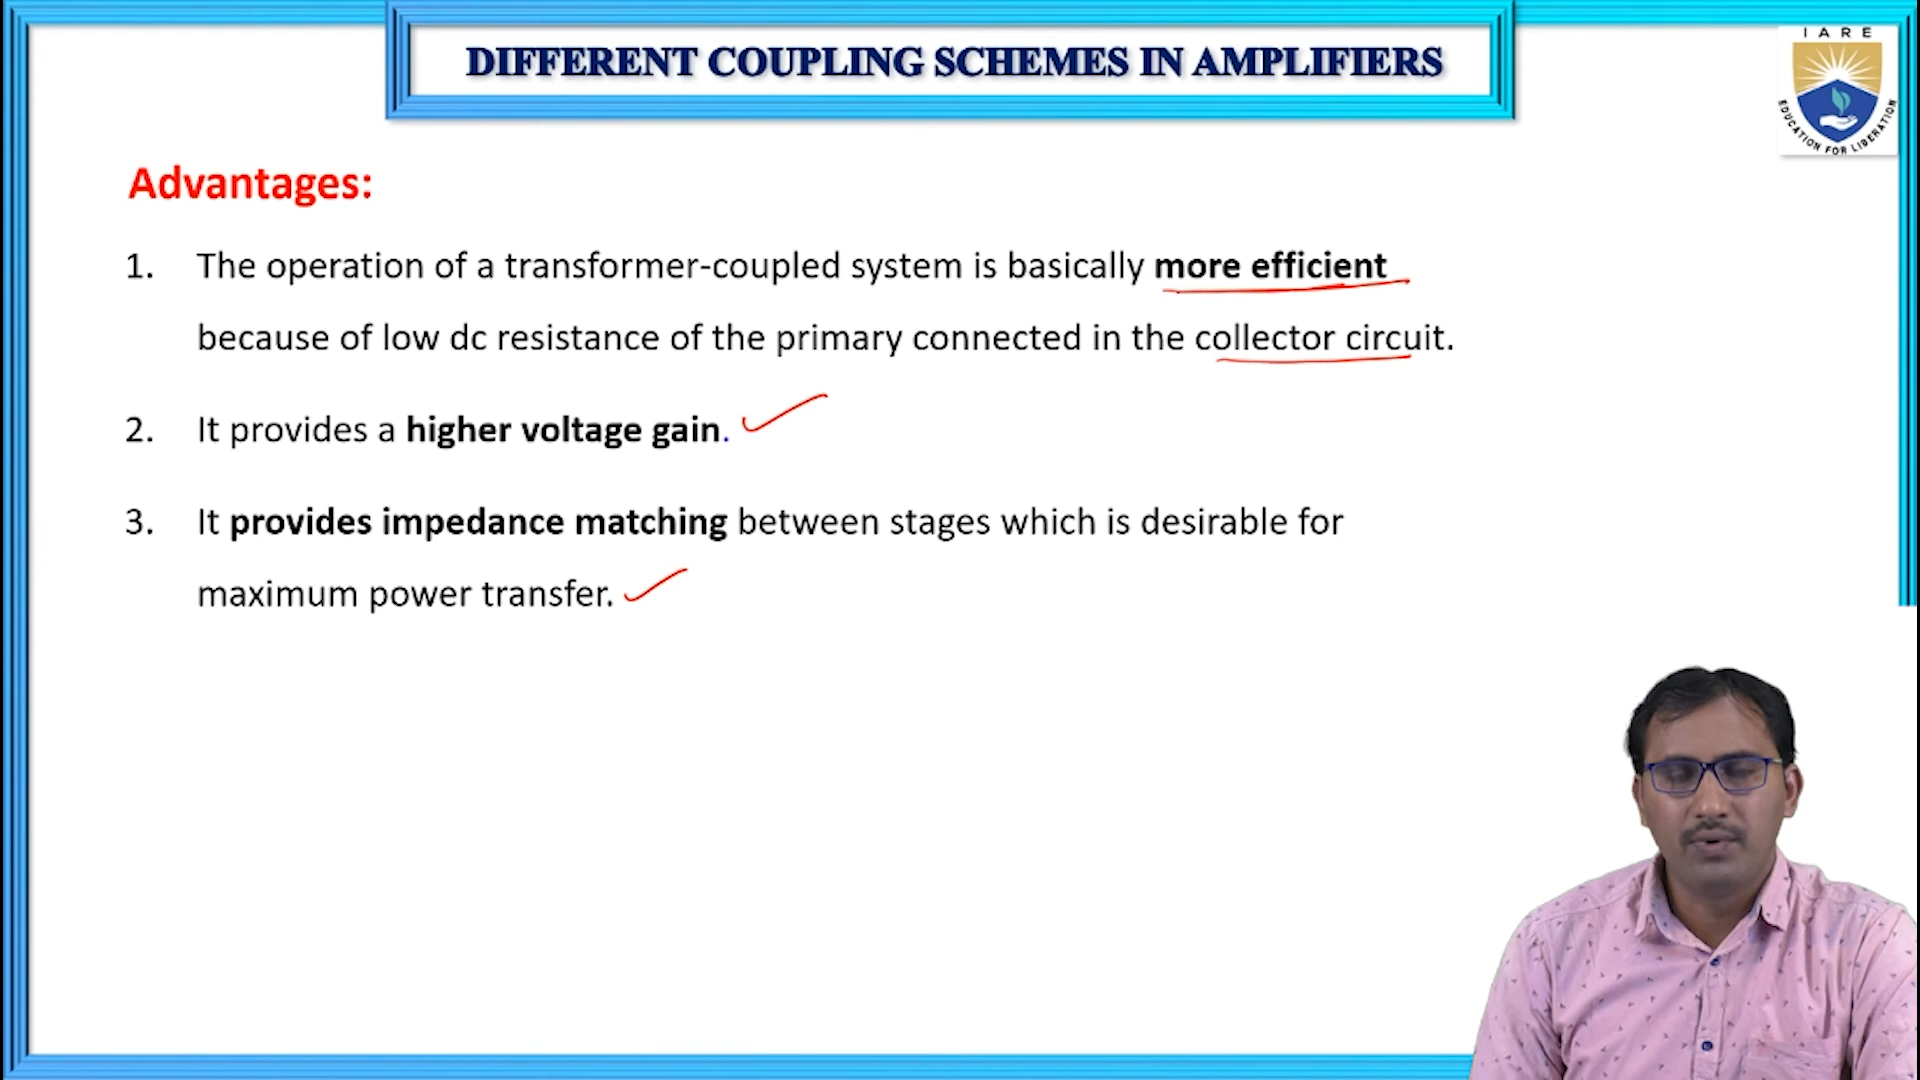 DIFFERENT COUPLING SCHEMES IN AMPLIFIERS
IARE
EDUCATION FOR LIBERATION
Advantages:
1. The operation of a transformer-coupled system is basically more efficient
because of low dc resistance of the primary connected in the collector circuit.
2. It provides a higher voltage gain.
3. It provides impedance matching between stages which is desirable for
maximum power transfer.